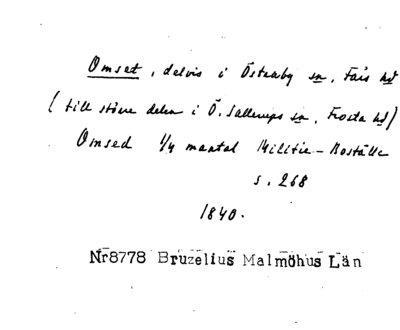 Omset, delvis i Östraby sn, Färs hd
(till större delen i Ö. Sallerups sn, Frosta hd)
Omsed 1/4 mantal Militie-Boställe
s. 268
1840.
Nr8778 Bruzelius Malmöhus Län